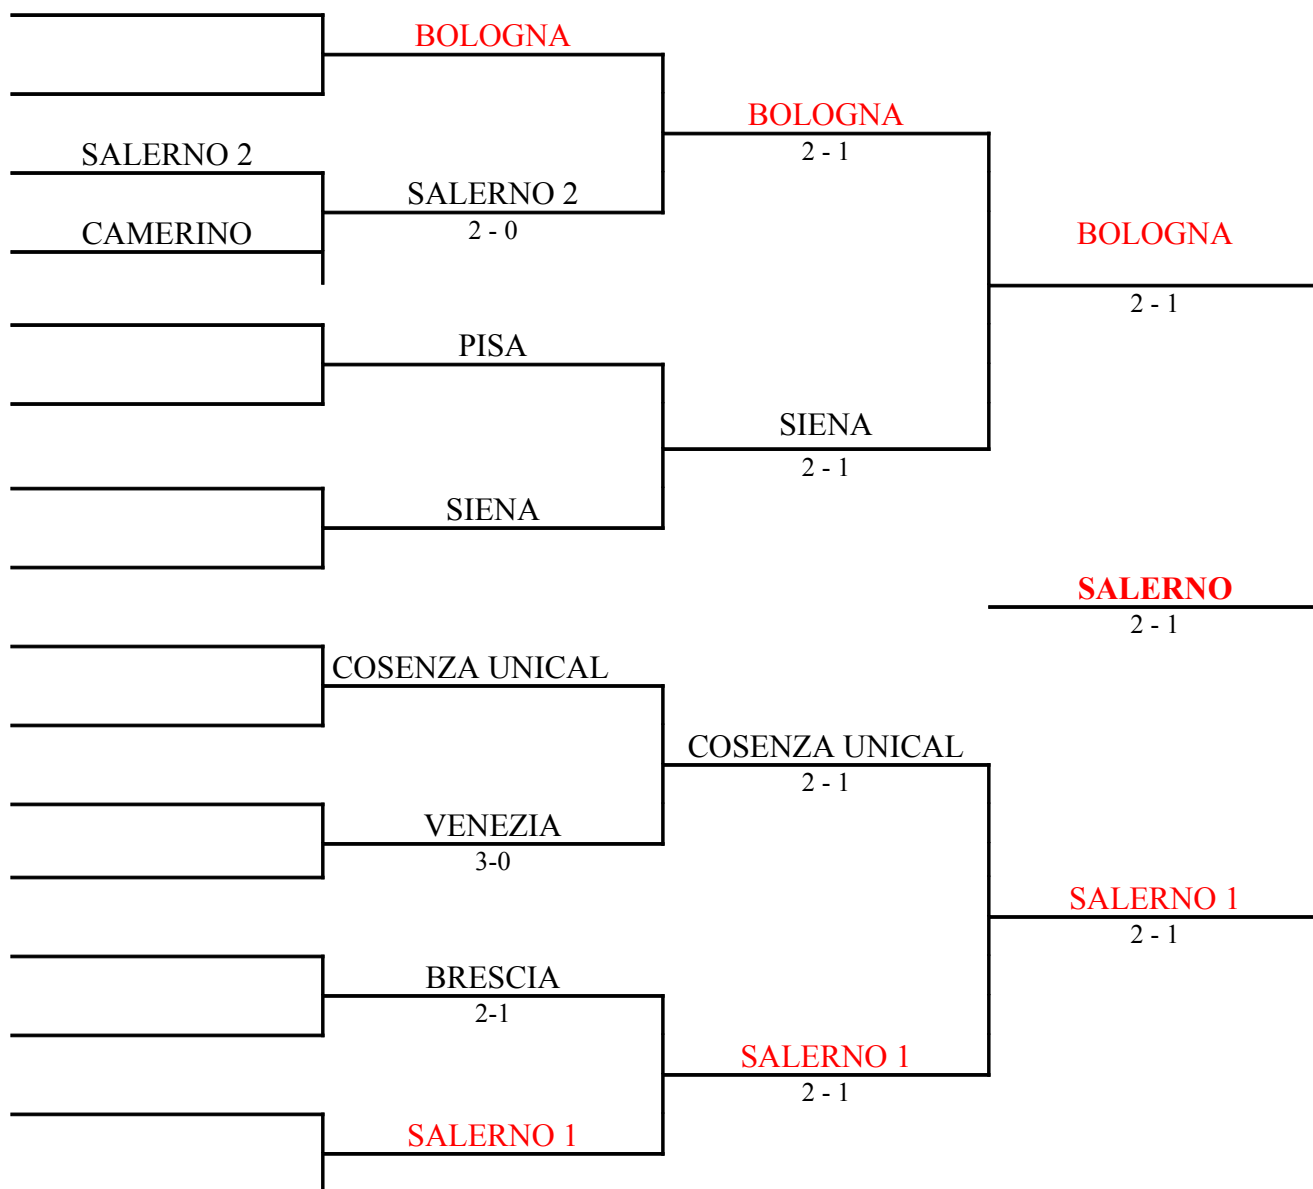 BOLOGNA
BOLOGNA
2 - 1
SALERNO 2
SALERNO 2
2 - 0
CAMERINO
BOLOGNA
2 - 1
PISA
SIENA
2 - 1
SIENA
SALERNO
2 - 1
COSENZA UNICAL
COSENZA UNICAL
2 - 1
VENEZIA
3-0
SALERNO 1
2 - 1
BRESCIA
2-1
SALERNO 1
2 - 1
SALERNO 1